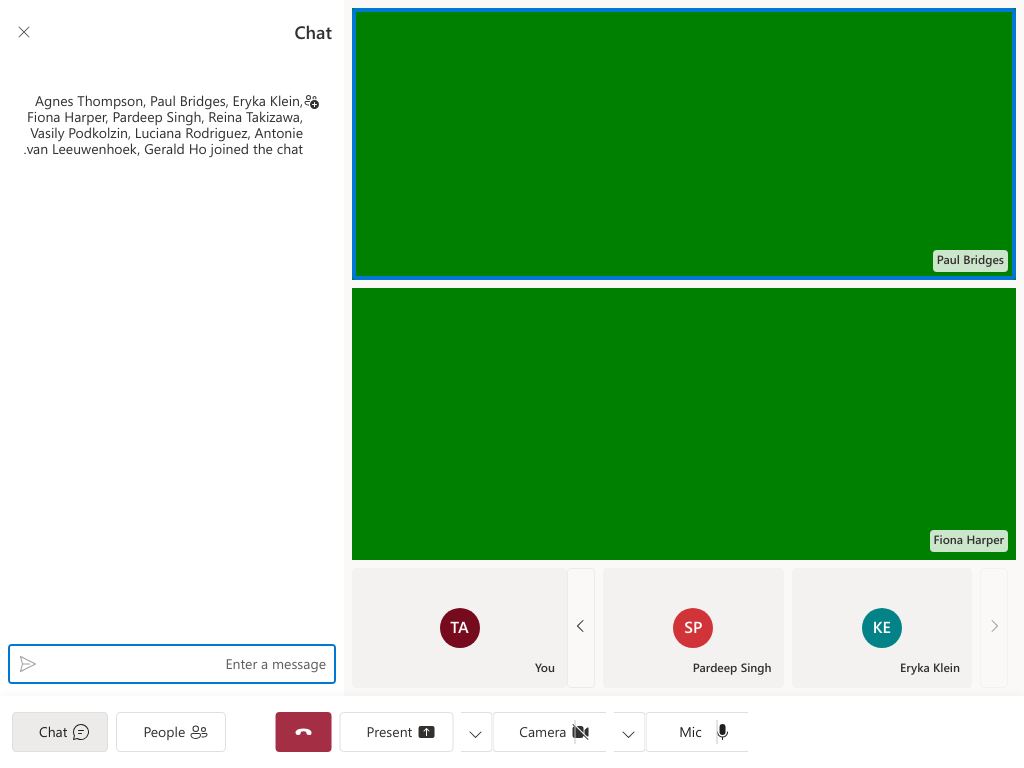 Chat
Agnes Thompson, Paul Bridges, Eryka Klein,
Fiona Harper, Pardeep Singh, Reina Takizawa,
Vasily Podkolzin, Luciana Rodriguez, Antonie
.van Leeuwenhoek, Gerald Ho joined the chat
Enter a message
Paul Bridges
Fiona Harper
TA
You
SP
Pardeep Singh
KE
Eryka Klein
Chat
People
Present
Camera
Mic